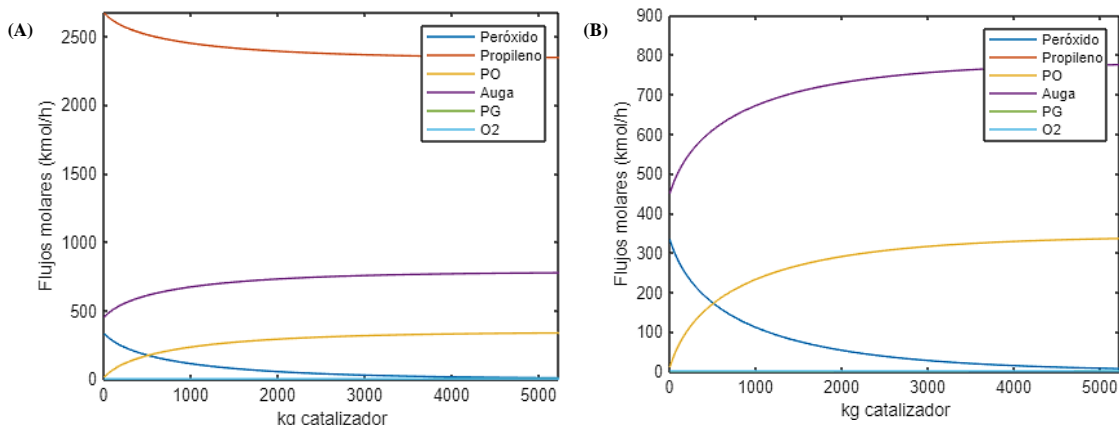 (A)
Flujos molares (kmol/h)
2500
2000
1500
1000
500
0
Peróxido
Propileno
PO
Auga
PG
O2
0 1000 2000 3000 4000 5000
kg catalizador
(B)
Flujos molares (kmol/h)
900
800
700
600
500
400
300
200
100
0
Peróxido
Propileno
PO
Auga
PG
O2
0 1000 2000 3000 4000 5000
kg catalizador